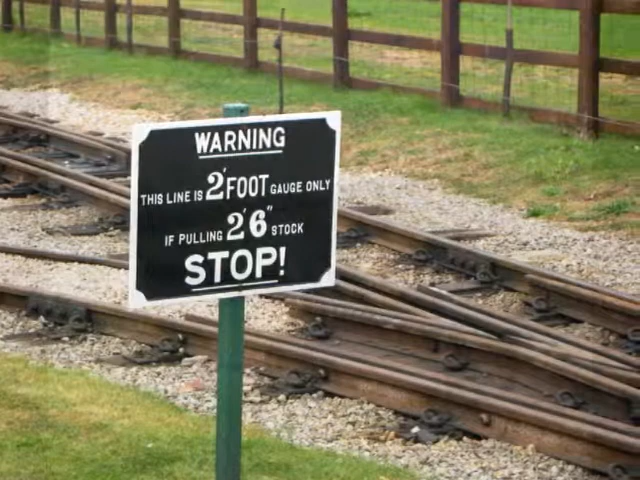 WARNING
THIS LINE IS 2'FOOT GAUGE ONLY
IF PULLING 2'6" STOCK
STOP!